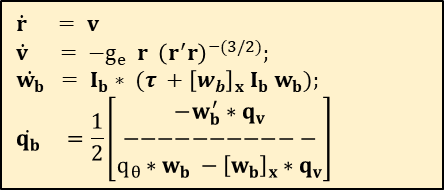 ṙ = v
v̇ = −gₑ r (r′r)^−(3/2);
ẇ_b = I_b * (τ + [w_b]ₓ I_b w_b);
q̇_b = 1/2 [ −w′_b * q_v
−−−−−−−−−−
q_θ * w_b − [w_b]ₓ * q_v ]